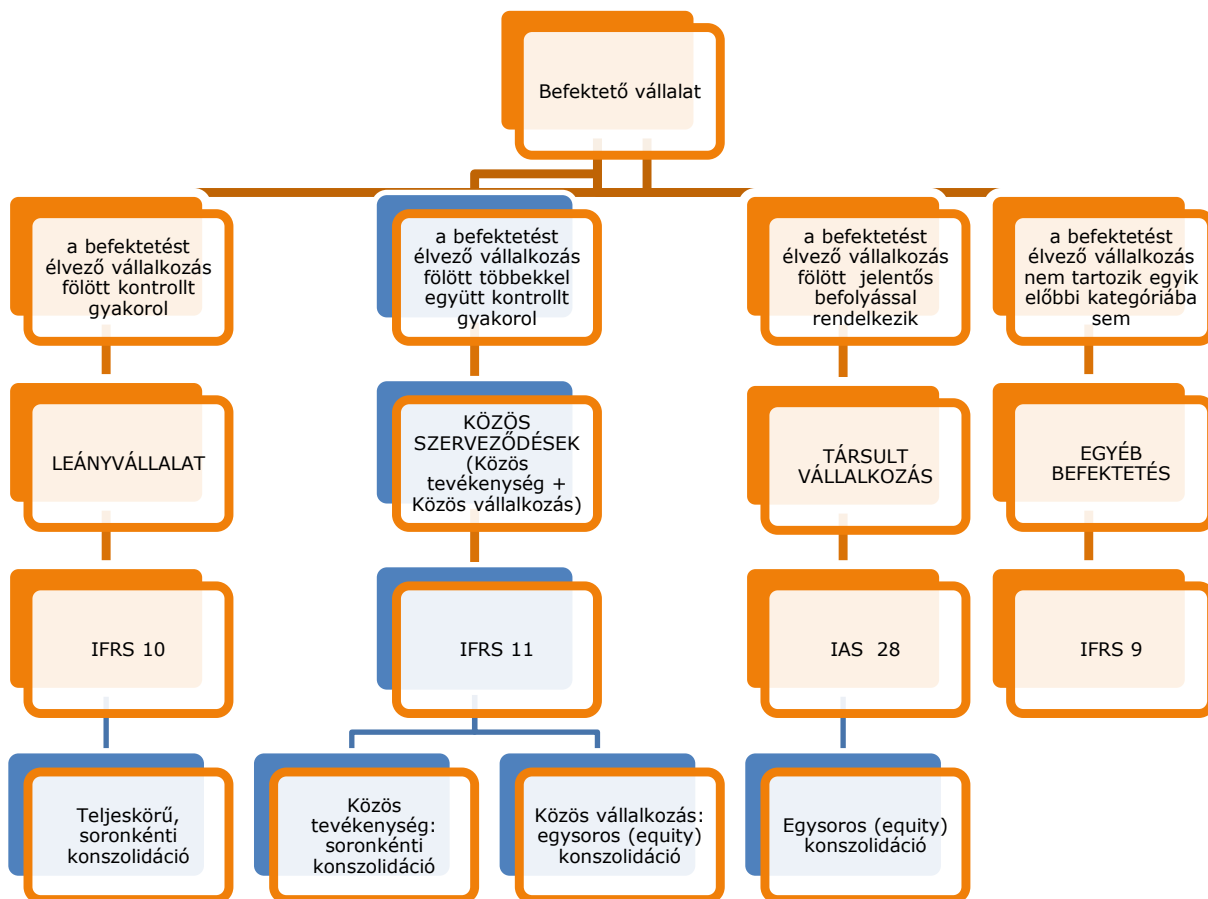 Befektető vállalat
a befektetést
élvező vállalkozás
fölött kontrollt
gyakorol
a befektetést
élvező vállalkozás
fölött többekkel
együtt kontrollt
gyakorol
a befektetést
élvező vállalkozás
fölött jelentős
befolyással
rendelkezik
a befektetést
élvező vállalkozás
nem tartozik egyik
előbbi kategóriába
sem
LEÁNYVÁLLALAT
KÖZÖS
SZERVEZŐDÉSEK
(Közös
tevékenység +
Közös vállalkozás)
TÁRSULT
VÁLLALKOZÁS
EGYÉB
BEFEKTETÉS
IFRS 10
IFRS 11
IAS 28
IFRS 9
Teljeskörű,
soronkénti
konszolidáció
Közös
tevékenység:
soronkénti
konszolidáció
Közös vállalkozás:
egysoros (equity)
konszolidáció
Egysoros (equity)
konszolidáció